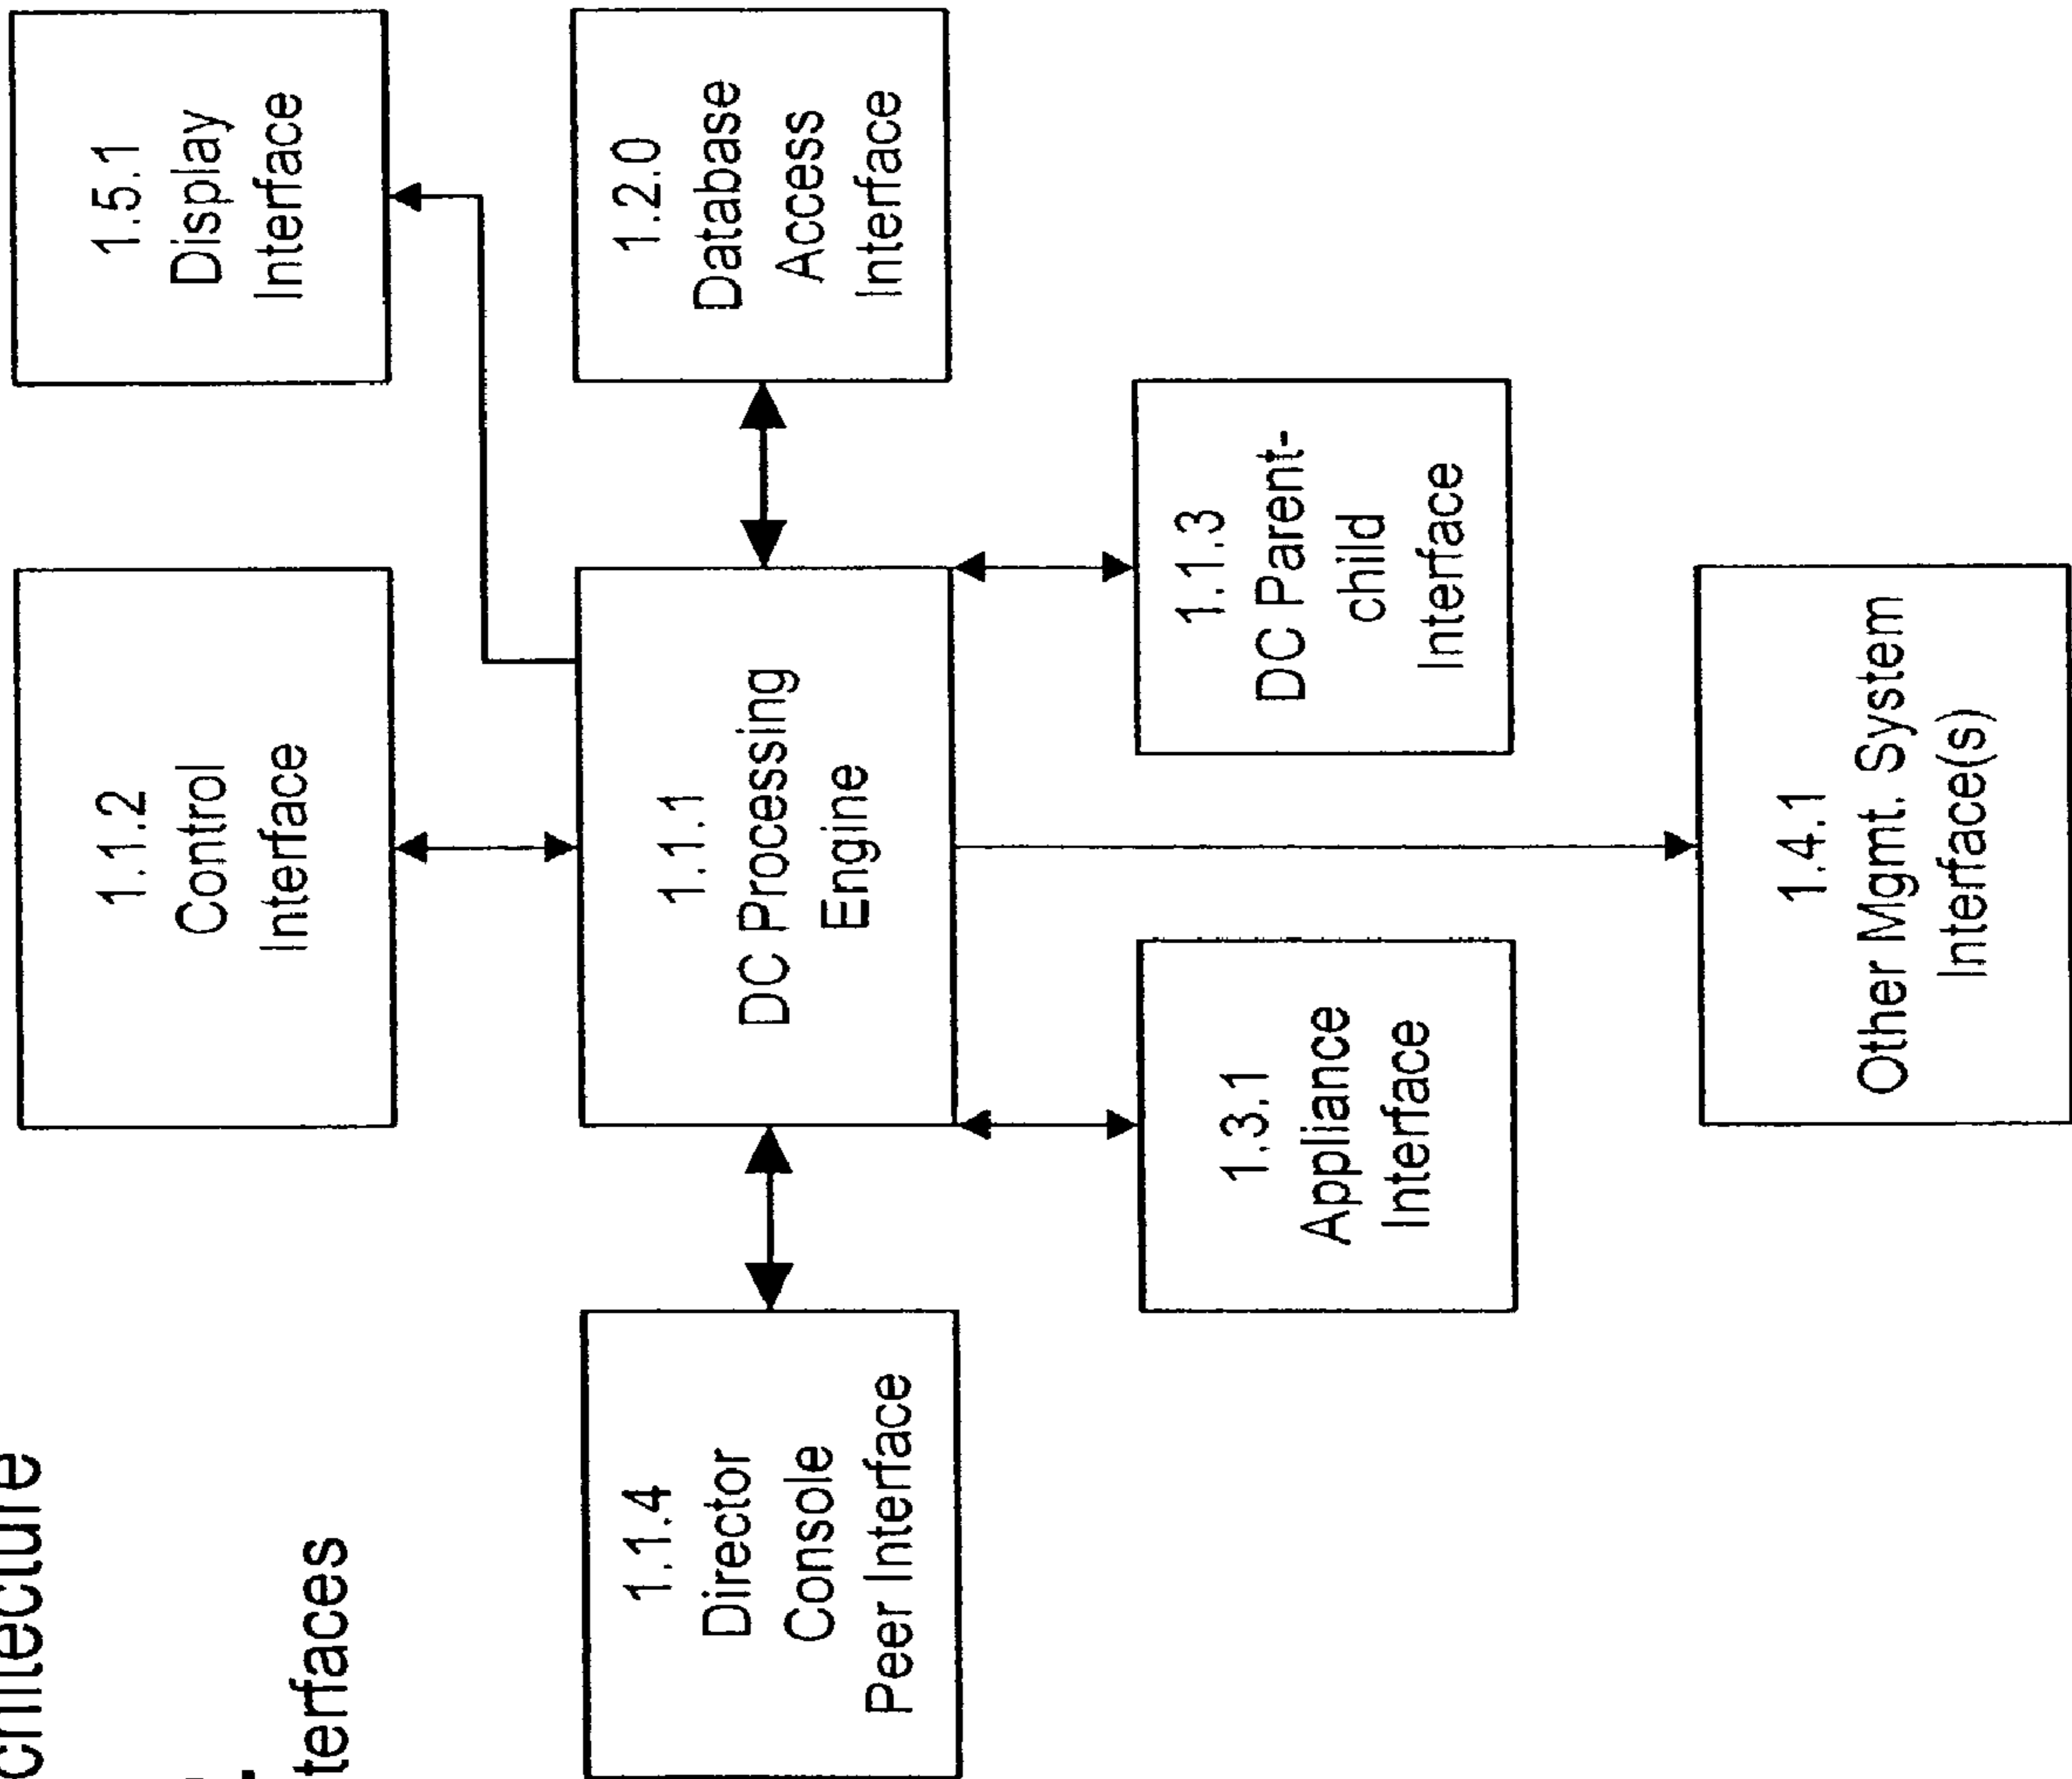 1.1.2
Control
Interface
1.5.1
Display
Interface
1.1.4
Director
Console
Peer Interface
1.1.1
DC Processing
Engine
1.2.0
Database
Access
Interface
1.3.1
Appliance
Interface
1.1.3
DC Parent-
child
Interface
1.4.1
Other Mgmt. System
Interface(s)